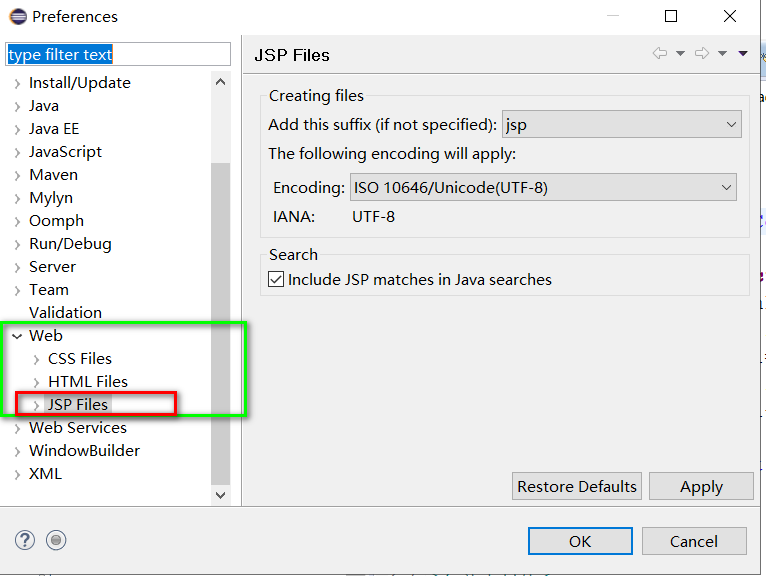 Preferences
type filter text
Install/Update
Java
Java EE
JavaScript
Maven
Mylyn
Oomph
Run/Debug
Server
Team
Validation
Web
CSS Files
HTML Files
JSP Files
Web Services
WindowBuilder
XML
JSP Files
Creating files
Add this suffix (if not specified): jsp
The following encoding will apply:
Encoding: ISO 10646/Unicode(UTF-8)
IANA: UTF-8
Search
Include JSP matches in Java searches
Restore Defaults Apply
OK Cancel